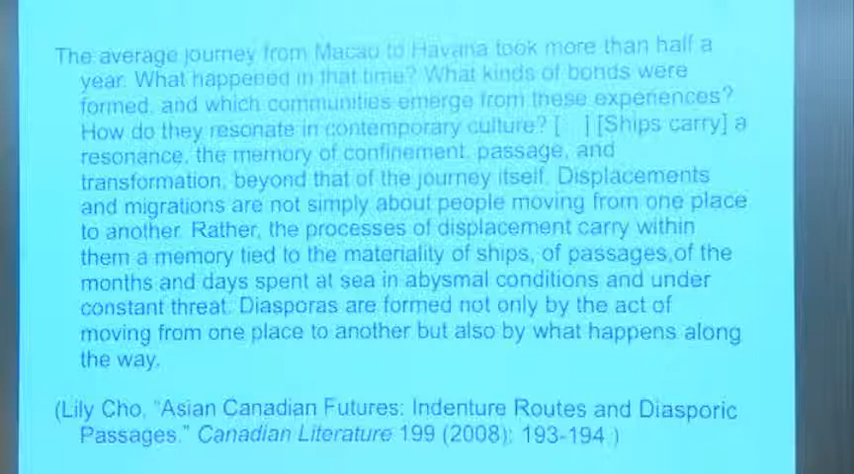 The average journey from Macau to Havana took more than half a
year. What happened in that time? What kinds of bonds were
formed, and which communities emerge from these experiences?
How do they resonate in contemporary culture? [ ] [Ships carry] a
resonance, the memory of confinement, passage, and
transformation, beyond that of the journey itself. Displacements
and migrations are not simply about people moving from one place
to another. Rather, the processes of displacement carry within
them a memory tied to the materiality of ships, of passages,of the
months and days spent at sea in abysmal conditions and under
constant threat. Diasporas are formed not only by the act of
moving from one place to another but also by what happens along
the way.
(Lily Cho, "Asian Canadian Futures: Indenture Routes and Diasporic
Passages." Canadian Literature 199 (2008): 193-194.)